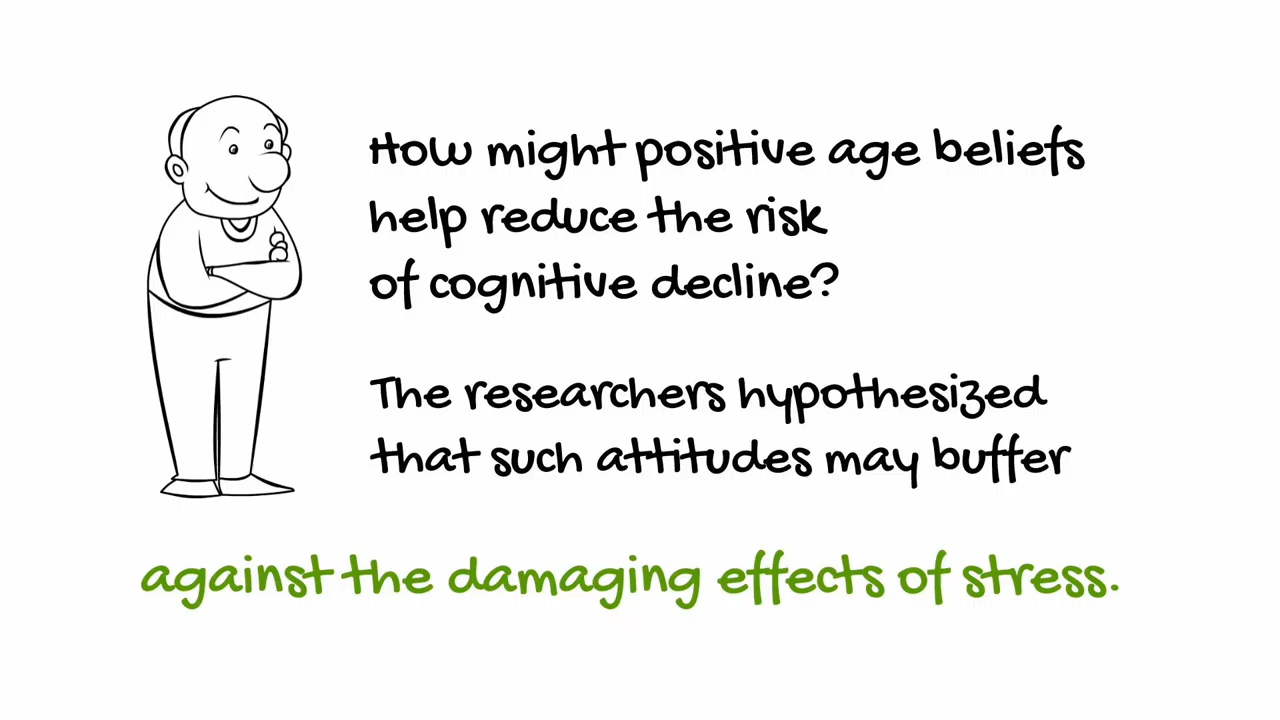 How might positive age beliefs
help reduce the risk
of cognitive decline?
The researchers hypothesized
that such attitudes may buffer
against the damaging effects of stress.